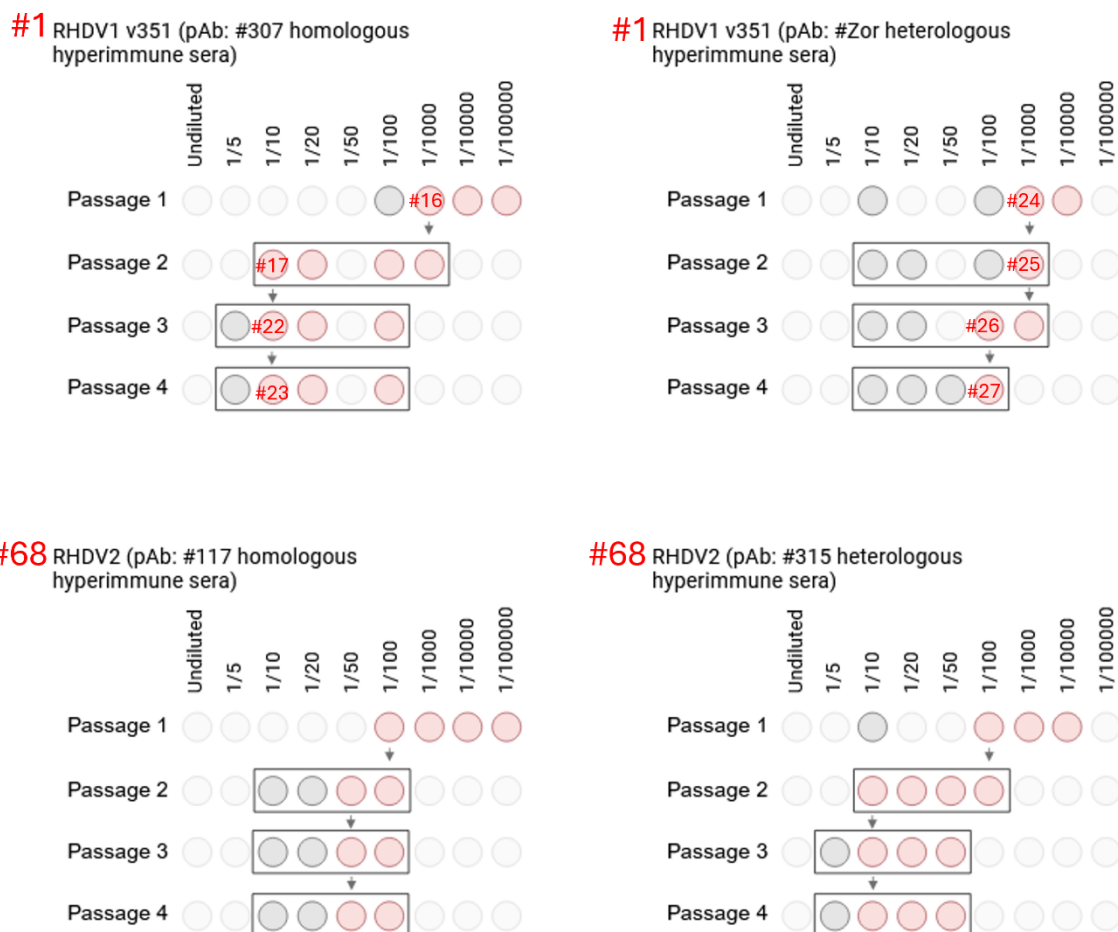 #1 RHDV1 v351 (pAb: #307 homologous
hyperimmune sera)
Undiluted 1/5 1/10 1/20 1/50 1/100 1/1000 1/10000 1/100000
Passage 1 #16
Passage 2 #17
Passage 3 #22
Passage 4 #23
#1 RHDV1 v351 (pAb: #Zor heterologous
hyperimmune sera)
Undiluted 1/5 1/10 1/20 1/50 1/100 1/1000 1/10000 1/100000
Passage 1 #24
Passage 2 #25
Passage 3 #26
Passage 4 #27
#68 RHDV2 (pAb: #117 homologous
hyperimmune sera)
Undiluted 1/5 1/10 1/20 1/50 1/100 1/1000 1/10000 1/100000
Passage 1
Passage 2
Passage 3
Passage 4
#68 RHDV2 (pAb: #315 heterologous
hyperimmune sera)
Undiluted 1/5 1/10 1/20 1/50 1/100 1/1000 1/10000 1/100000
Passage 1
Passage 2
Passage 3
Passage 4